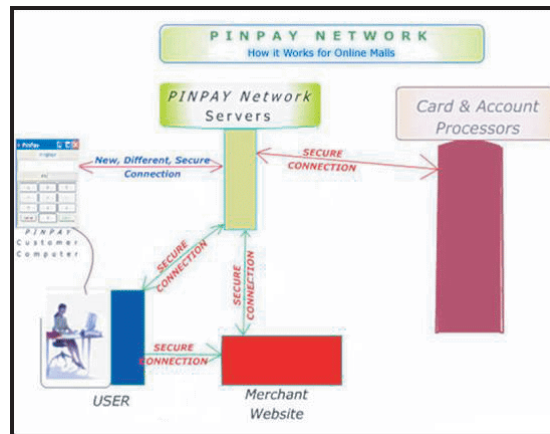 PINPAY NETWORK
How it Works for Online Malls
PINPAY Network
Servers
Card & Account
Processors
New, Different, Secure
Connection
SECURE
CONNECTION
PINPAY
Customer
Computer
SECURE
CONNECTION
SECURE
CONNECTION
SECURE
CONNECTION
USER
Merchant
Website